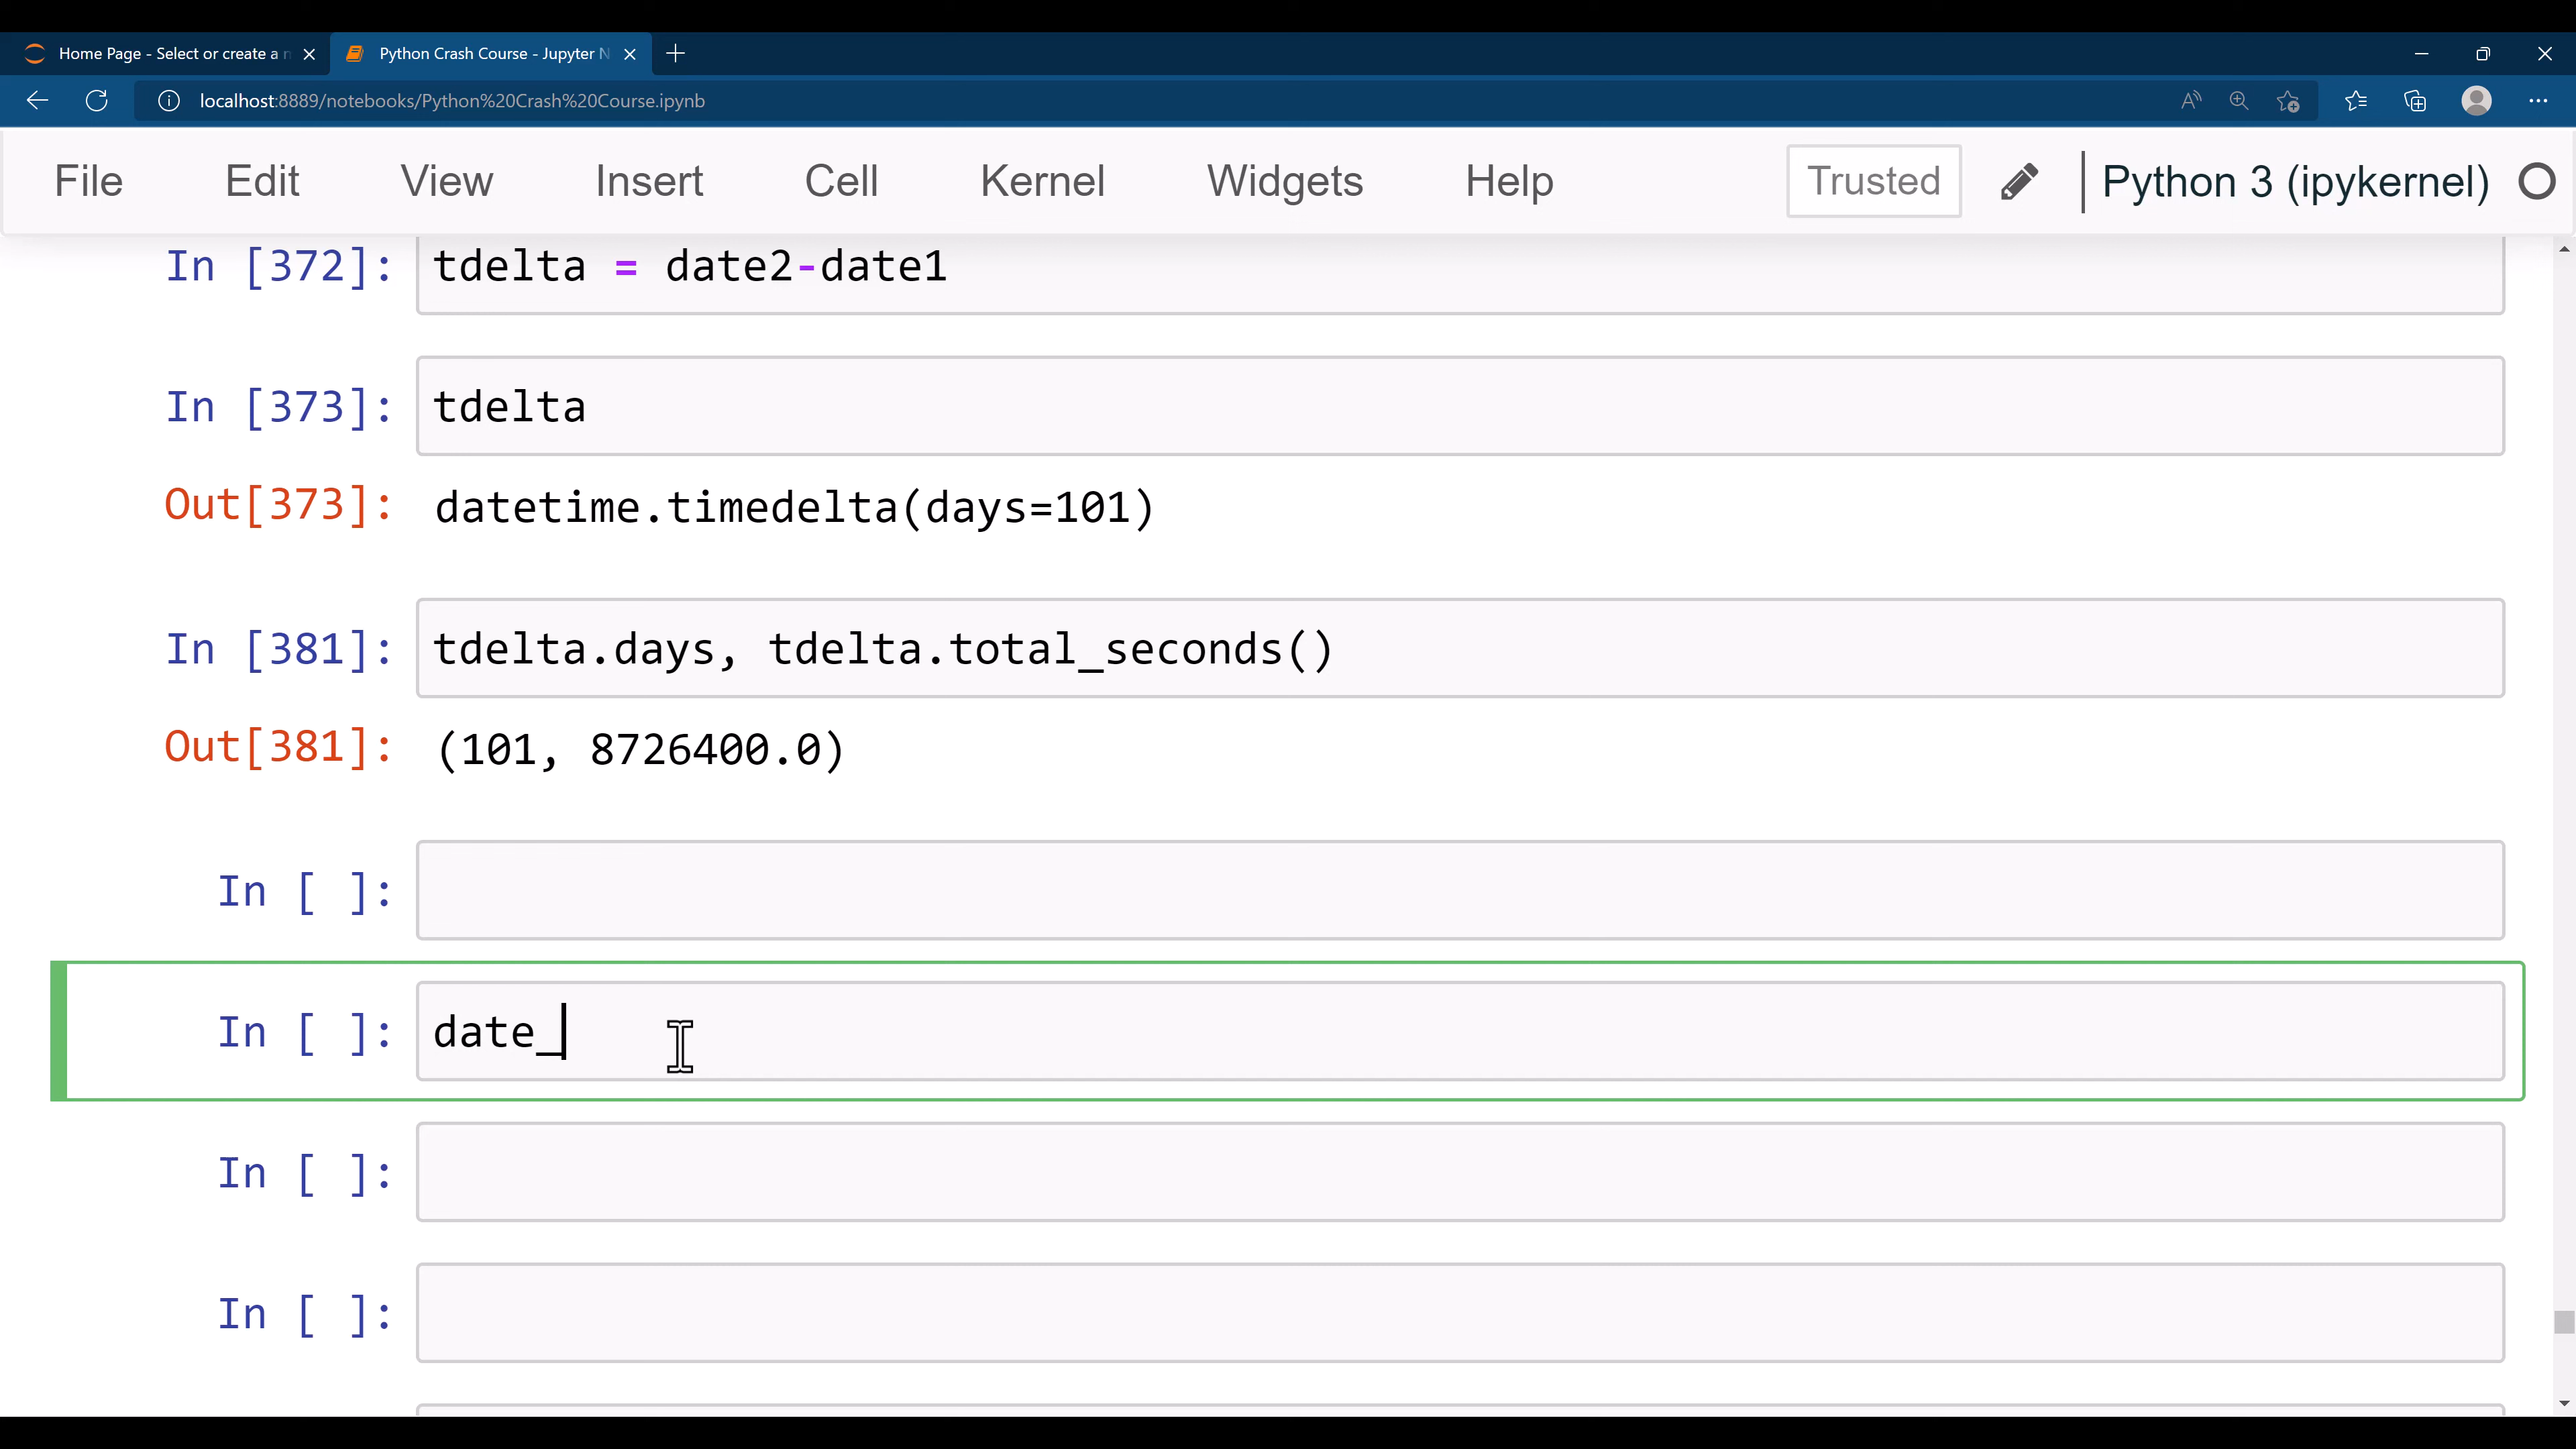 Home Page - Select or create a n
Python Crash Course - Jupyter N
localhost:8889/notebooks/Python%20Crash%20Course.ipynb
File Edit View Insert Cell Kernel Widgets Help Trusted Python 3 (ipykernel)
In [372]: tdelta = date2-date1
In [373]: tdelta
Out[373]: datetime.timedelta(days=101)
In [381]: tdelta.days, tdelta.total_seconds()
Out[381]: (101, 8726400.0)
In [ ]:
In [ ]: date_
In [ ]:
In [ ]: